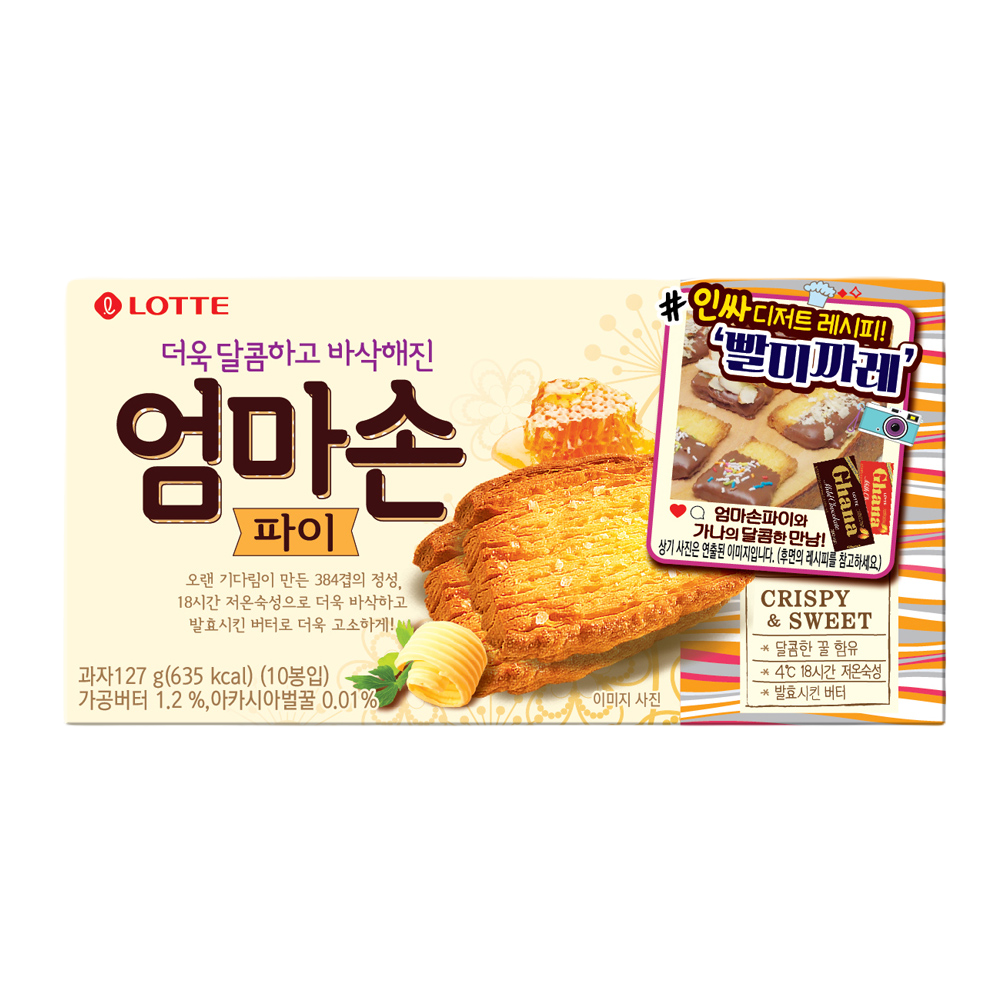 LOTTE
더욱 달콤하고 바삭해진
엄마손
파이
오랜 기다림이 만든 384결의 정성,
18시간 저온숙성으로 더욱 바삭하고
발효시킨 버터로 더욱 고소하게!
과자127 g(635 kcal) (10봉입)
가공버터 1.2 %,아카시아벌꿀 0.01%
이미지 사진
#인싸 디저트 레시피!
'빨미까레'
Ghana
Mild Chocolate
Ghana
엄마손파이와
가나의 달콤한 만남!
상기 사진은 연출된 이미지입니다. (후면의 레시피를 참고하세요.)
CRISPY
& SWEET
* 달콤한 꿀 함유
* 4℃ 18시간 저온숙성
* 발효시킨 버터